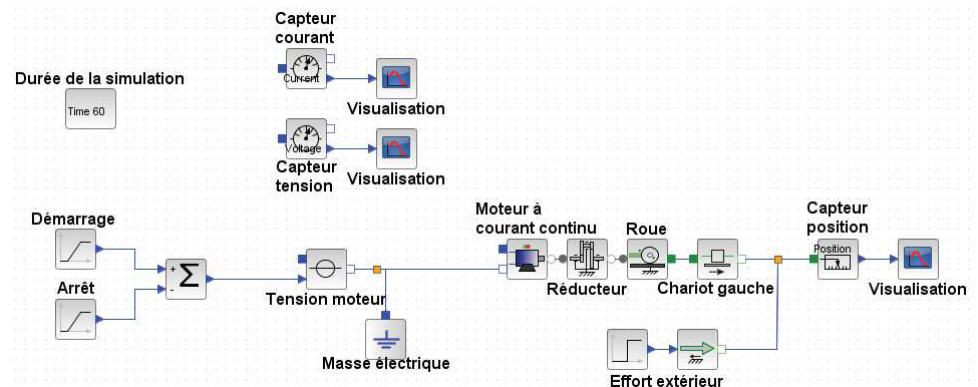 Capteur
courant
Current
Visualisation
Durée de la simulation
Time 60
Voltage
Capteur
tension
Visualisation
Démarrage
Arrêt
+
-
Σ
Tension moteur
Masse électrique
Moteur à
courant continu
Réducteur
Roue
Chariot gauche
Capteur
position
Position
Visualisation
Effort extérieur